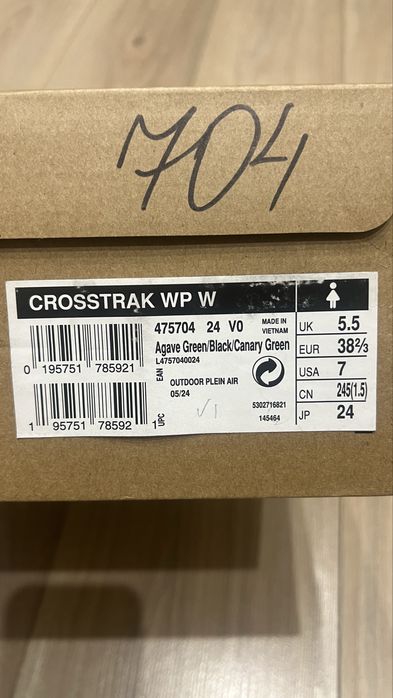 704
CROSSTRAK WP W
475704 24 V0
MADE IN
VIETNAM
Agave Green/Black/Canary Green
L4757040024
0 195751 785921
EAN
OUTDOOR PLEIN AIR
05/24
1 95751 78592 1
UPC
5302716821
145464
UK 5.5
EUR 38⅔
USA 7
CN 245(1.5)
JP 24